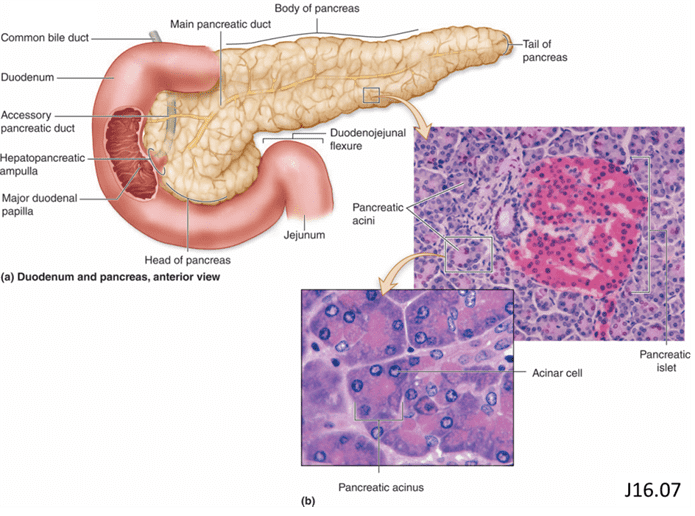 Body of pancreas
Main pancreatic duct
Common bile duct
Tail of
pancreas
Duodenum
Accessory
pancreatic duct
Duodenojejunal
flexure
Hepatopancreatic
ampulla
Major duodenal
papilla
Pancreatic
acini
Jejunum
Head of pancreas
(a) Duodenum and pancreas, anterior view
Pancreatic
islet
Acinar cell
Pancreatic acinus
(b)
J16.07